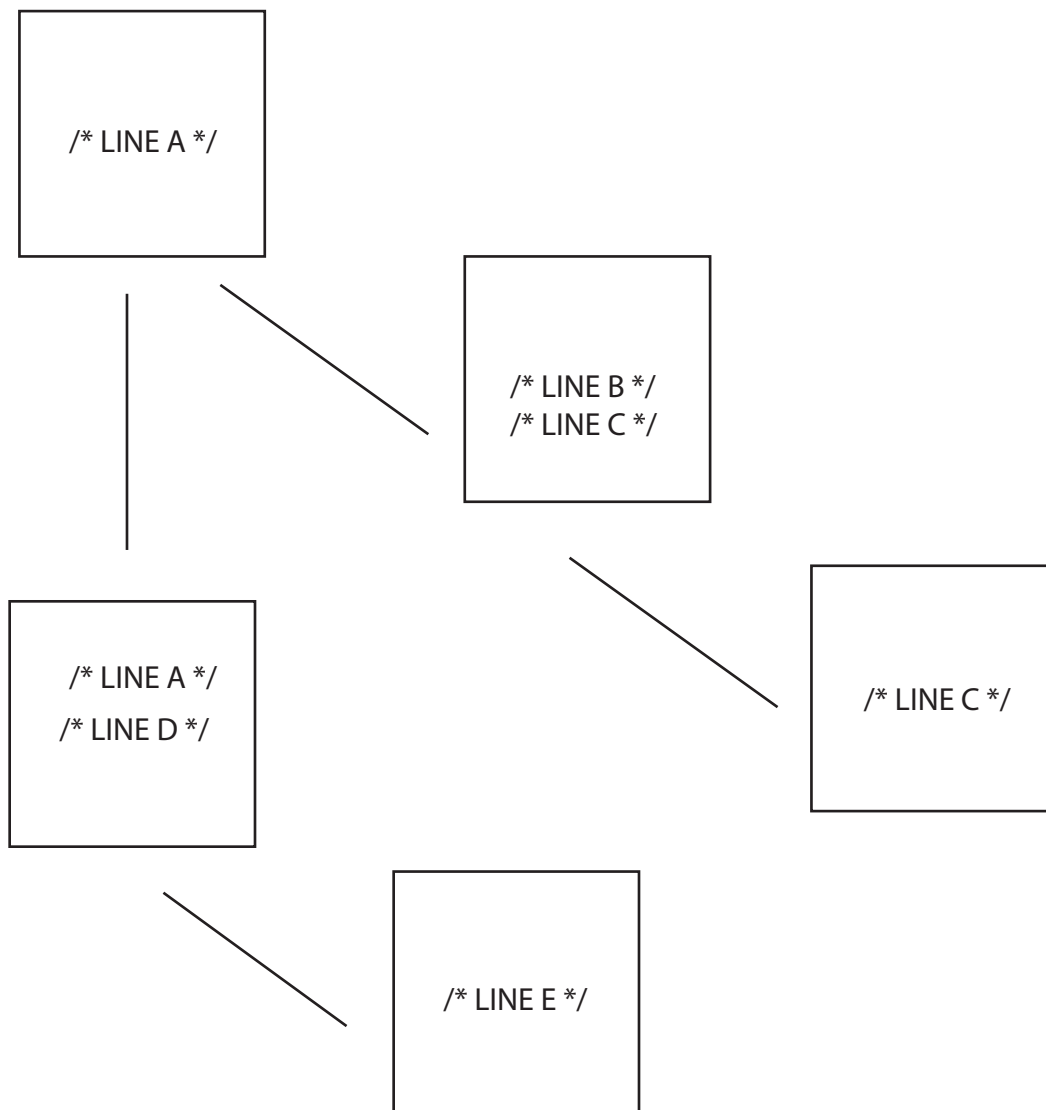 /* LINE A */
/* LINE B */
/* LINE C */
/* LINE A */
/* LINE D */
/* LINE C */
/* LINE E */